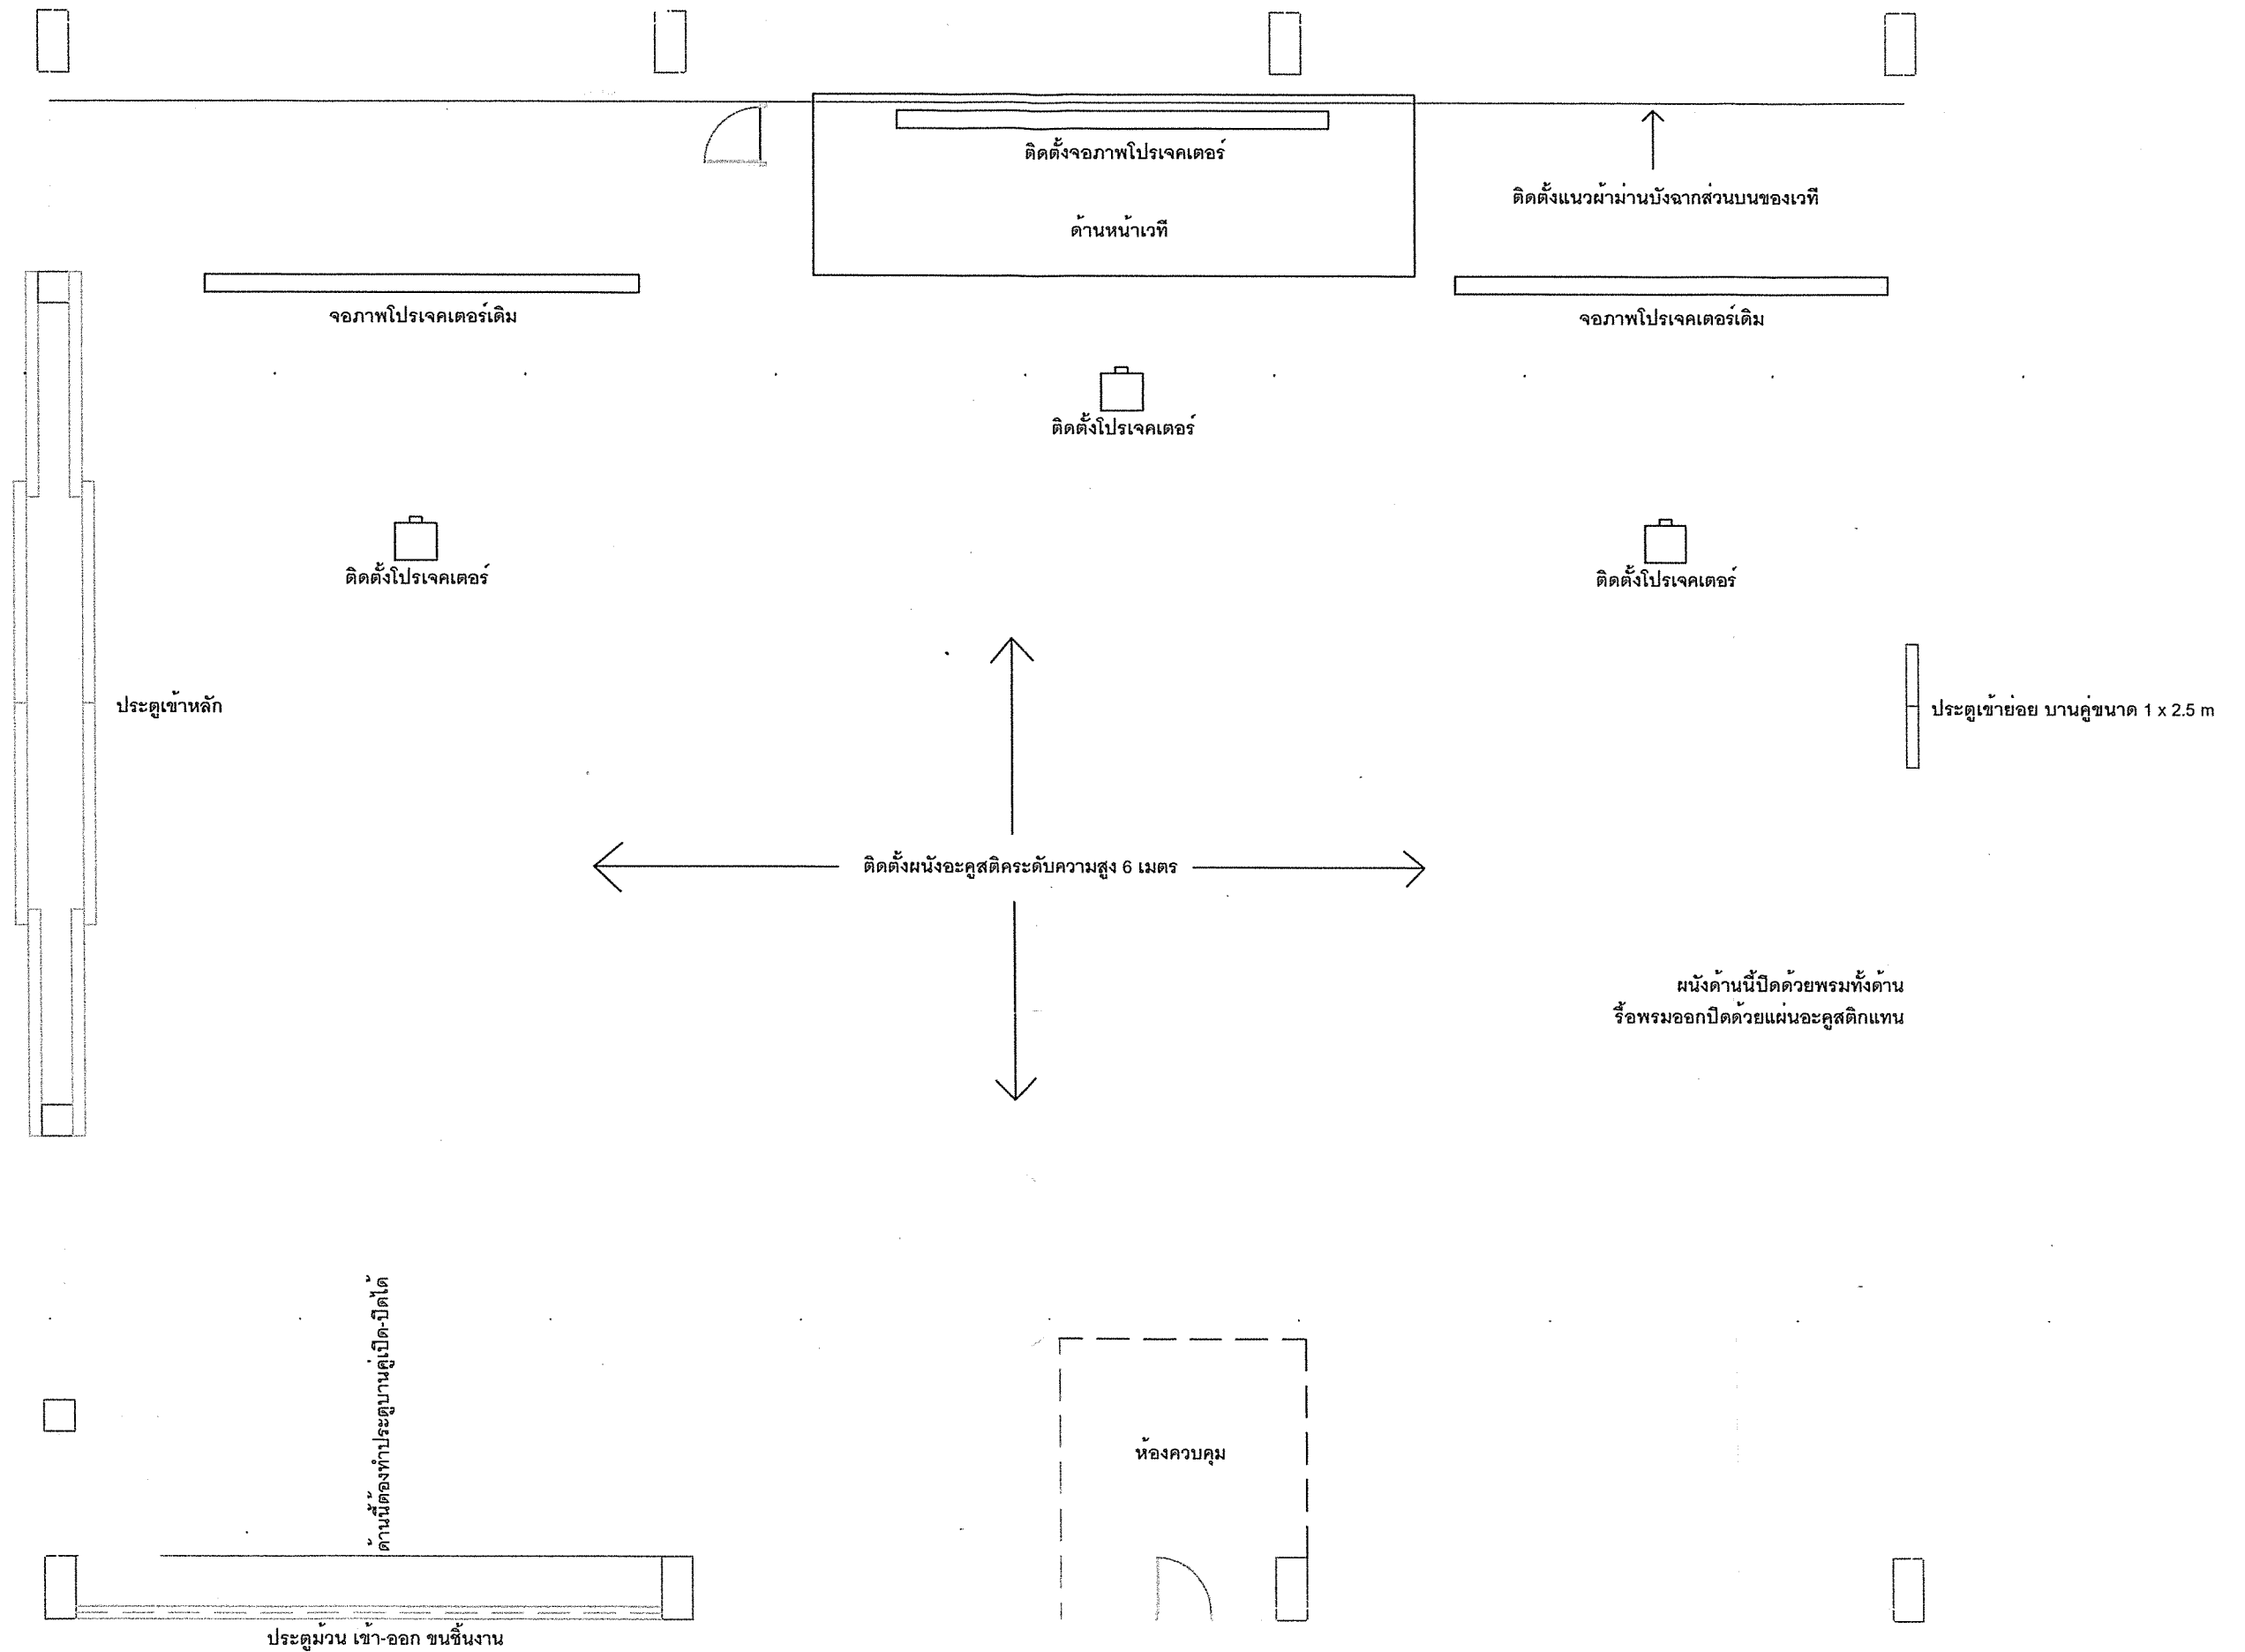 ติดตั้งจอภาพโปรเจคเตอร์
ติดตั้งแนวผ้าม่านบังฉากส่วนบนของเวที
ด้านหน้าเวที
จอภาพโปรเจคเตอร์เดิม
จอภาพโปรเจคเตอร์เดิม
ติดตั้งโปรเจคเตอร์
ติดตั้งโปรเจคเตอร์
ติดตั้งโปรเจคเตอร์
ประตูเข้าหลัก
ประตูเข้าย่อย บานคู่ขนาด 1 x 2.5 m
ติดตั้งผนังอะคูสติคระดับความสูง 6 เมตร
ผนังด้านนี้ปิดด้วยพรมทั้งด้าน
รื้อพรมออกปิดด้วยแผ่นอะคูสติกแทน
ด้านนี้ต้องทำประตูบานคู่เปิด-ปิดได้
ห้องควบคุม
ประตูม้วน เข้า-ออก ขนชิ้นงาน